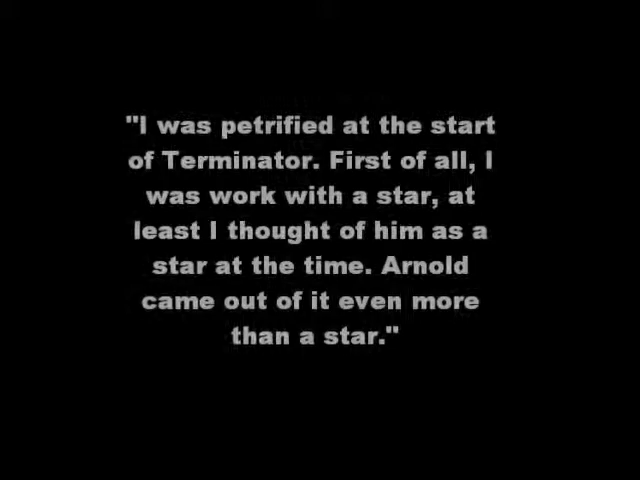 "I was petrified at the start
of Terminator. First of all, I
was work with a star, at
least I thought of him as a
star at the time. Arnold
came out of it even more
than a star."